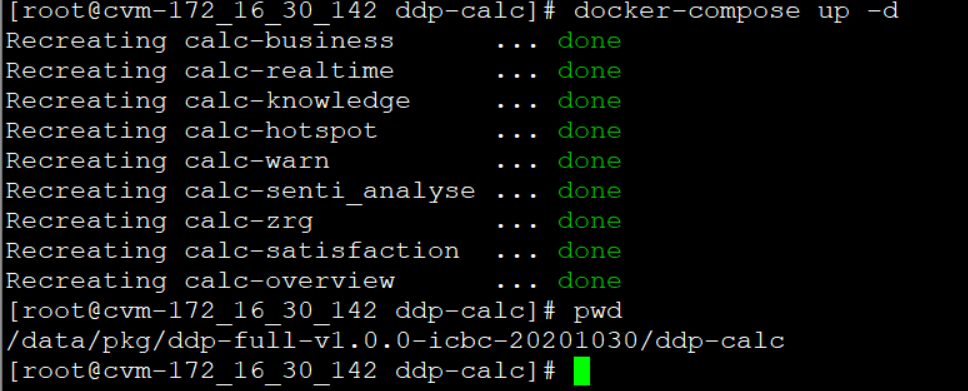 [root@cvm-172_16_30_142 ddp-calc]# docker-compose up -d
Recreating calc-business      ... done
Recreating calc-realtime      ... done
Recreating calc-knowledge     ... done
Recreating calc-hotspot       ... done
Recreating calc-warn          ... done
Recreating calc-senti_analyse ... done
Recreating calc-zrg           ... done
Recreating calc-satisfaction  ... done
Recreating calc-overview      ... done
[root@cvm-172_16_30_142 ddp-calc]# pwd
/data/pkg/ddp-full-v1.0.0-icbc-20201030/ddp-calc
[root@cvm-172_16_30_142 ddp-calc]#